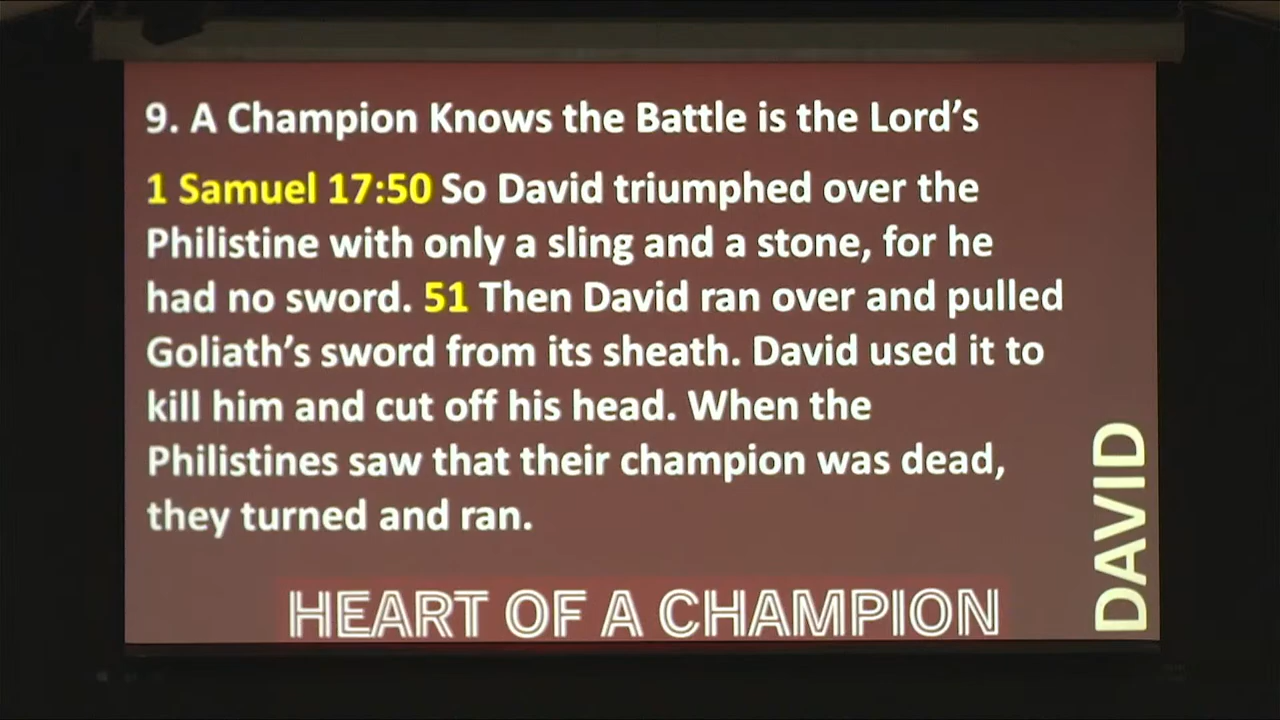 9. A Champion Knows the Battle is the Lord's
1 Samuel 17:50 So David triumphed over the
Philistine with only a sling and a stone, for he
had no sword. 51 Then David ran over and pulled
Goliath's sword from its sheath. David used it to
kill him and cut off his head. When the
Philistines saw that their champion was dead,
they turned and ran.
HEART OF A CHAMPION
DAVID